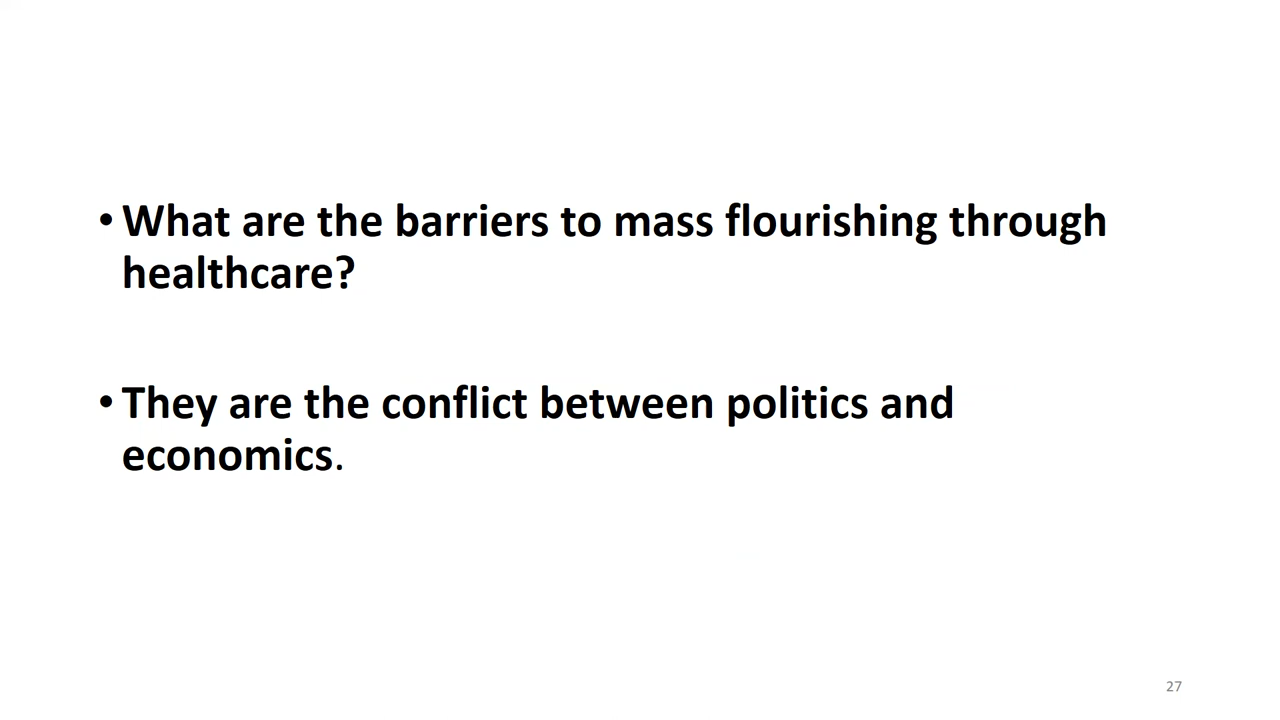 • What are the barriers to mass flourishing through
healthcare?
• They are the conflict between politics and
economics.
27